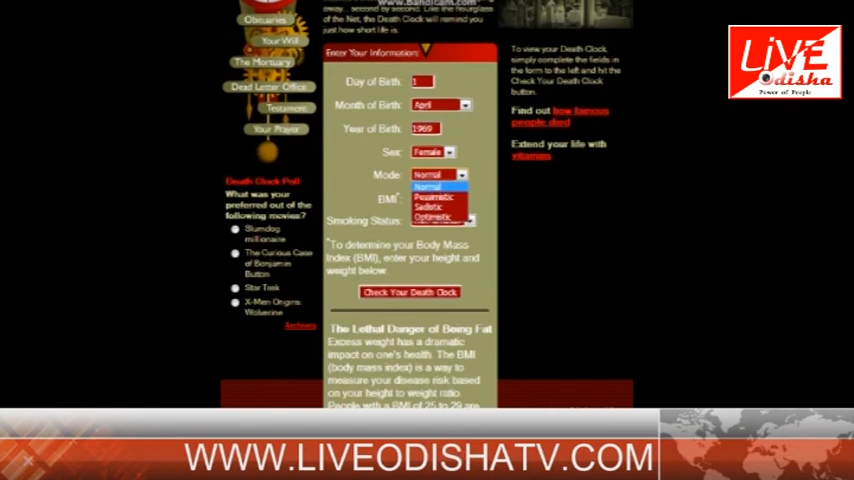 www.Bandicam.com
away... second by second. Like the hourglass
of the Net, the Death Clock will remind you
just how short life is.
Obituaries
Your Will
The Mortuary
Dead Letter Office
Testament
Your Prayer
Death Clock Poll
What was your
preferred out of the
following movies?
Slumdog
millionaire
The Curious Case
of Benjamin
Button
Star Trek
X-Men Origins:
Wolverine
Archives
Enter Your Information:
Day of Birth: 1
Month of Birth: April
Year of Birth: 1969
Sex: Female
Mode: Normal
Normal
Pessimistic
Sadistic
Optimistic
BMI*:
Smoking Status:
*To determine your Body Mass
Index (BMI), enter your height and
weight below.
Check Your Death Clock
The Lethal Danger of Being Fat
Excess weight has a dramatic
impact on one's health. The BMI
(body mass index) is a way to
measure your disease risk based
on your height to weight ratio.
People with a BMI of 25 to 29 are
To view your Death Clock,
simply complete the fields in
the form to the left and hit the
Check Your Death Clock
button.
Find out how famous
people died
Extend your life with
vitamins
LiVE
Odisha
Power of People
WWW.LIVEODISHATV.COM